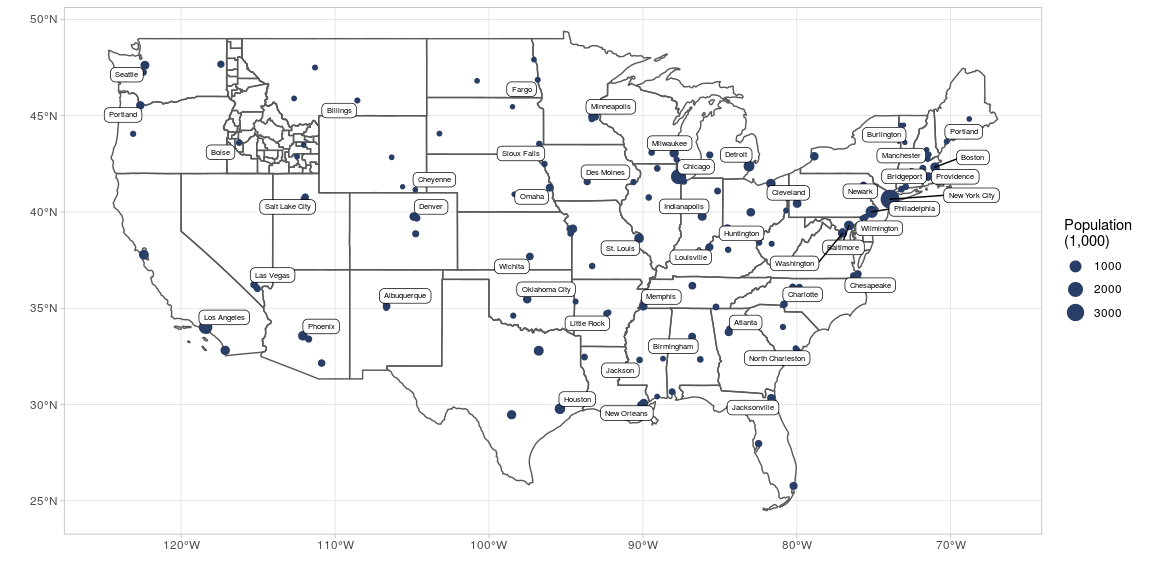 50°N
45°N
40°N
35°N
30°N
25°N
Seattle
Portland
Boise
Billings
Fargo
Minneapolis
Sioux Falls
Des Moines
Milwaukee
Chicago
Detroit
Burlington
Portland
Manchester
Boston
Bridgeport
Providence
Newark
New York City
Philadelphia
Wilmington
Baltimore
Washington
Cheyenne
Salt Lake City
Denver
Omaha
Indianapolis
Cleveland
Huntington
St. Louis
Louisville
Las Vegas
Wichita
Chesapeake
Los Angeles
Phoenix
Albuquerque
Oklahoma City
Little Rock
Memphis
Charlotte
Atlanta
Birmingham
North Charleston
Jackson
Houston
New Orleans
Jacksonville
120°W
110°W
100°W
90°W
80°W
70°W
Population
(1,000)
1000
2000
3000